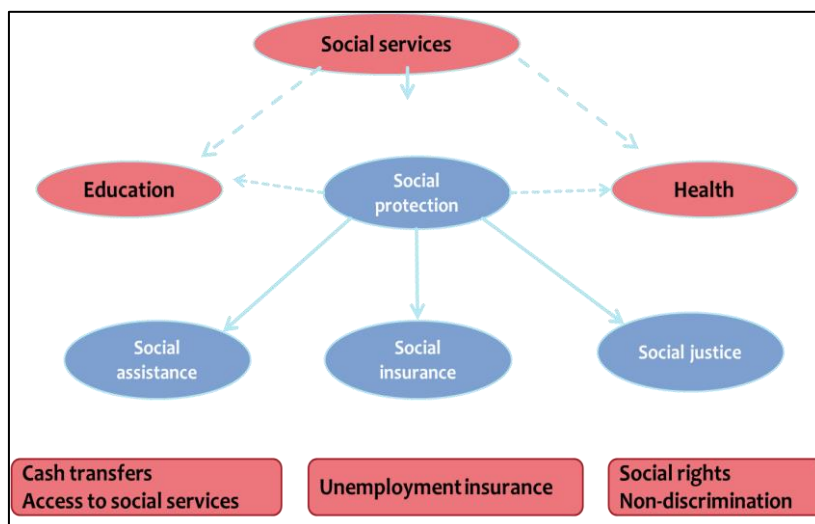 Social services
Education
Social
protection
Health
Social
assistance
Social
insurance
Social justice
Cash transfers
Access to social services
Unemployment insurance
Social rights
Non-discrimination